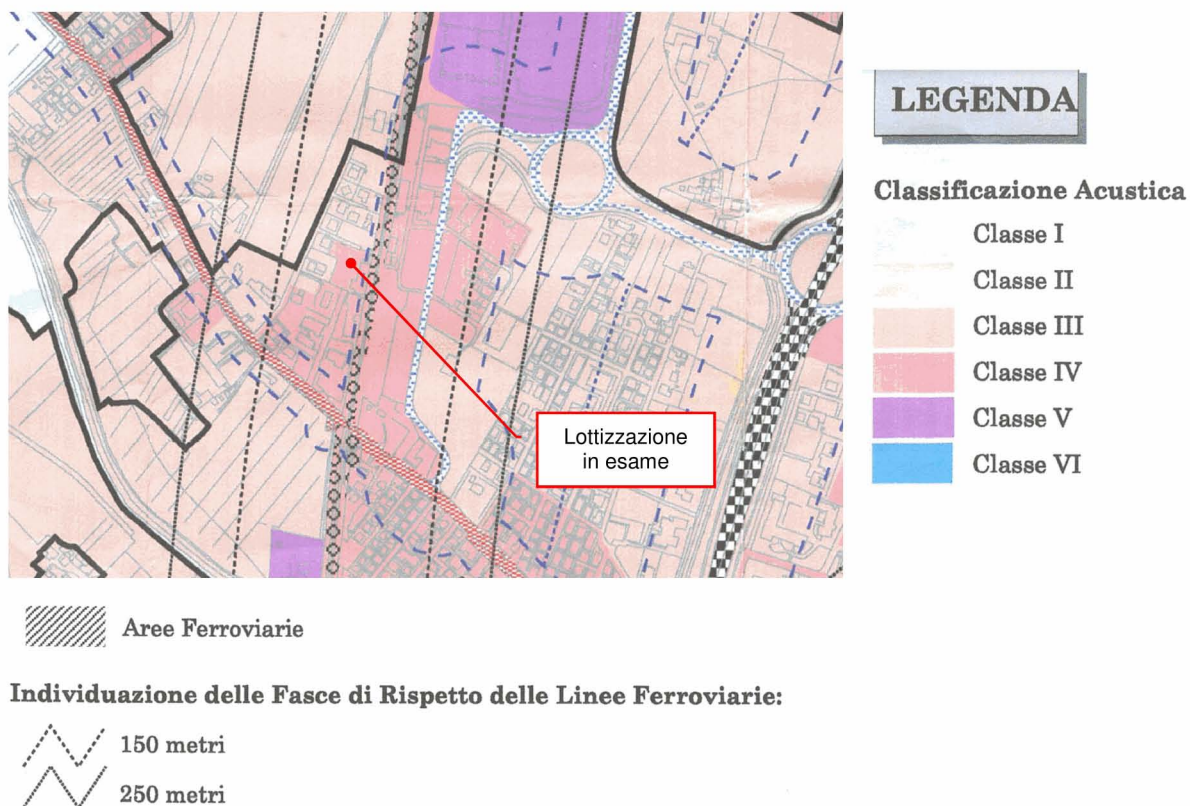 LEGENDA
Classificazione Acustica
Classe I
Classe II
Classe III
Classe IV
Classe V
Classe VI
Lottizzazione
in esame
Aree Ferroviarie
Individuazione delle Fasce di Rispetto delle Linee Ferroviarie:
150 metri
250 metri